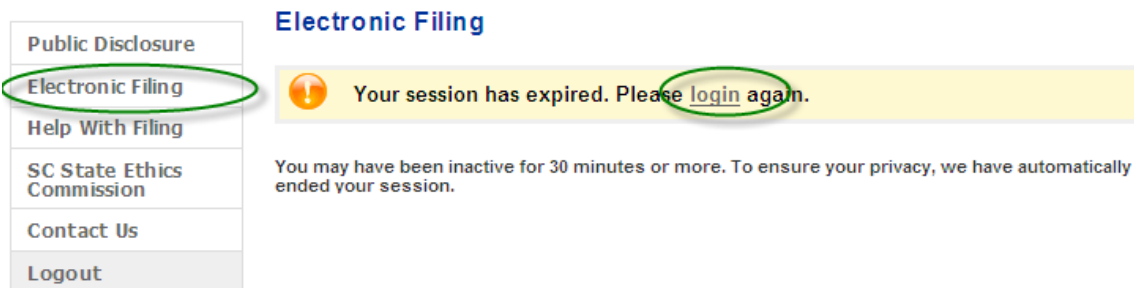 Public Disclosure
Electronic Filing
Help With Filing
SC State Ethics
Commission
Contact Us
Logout
Electronic Filing
Your session has expired. Please login again.
You may have been inactive for 30 minutes or more. To ensure your privacy, we have automatically
ended your session.